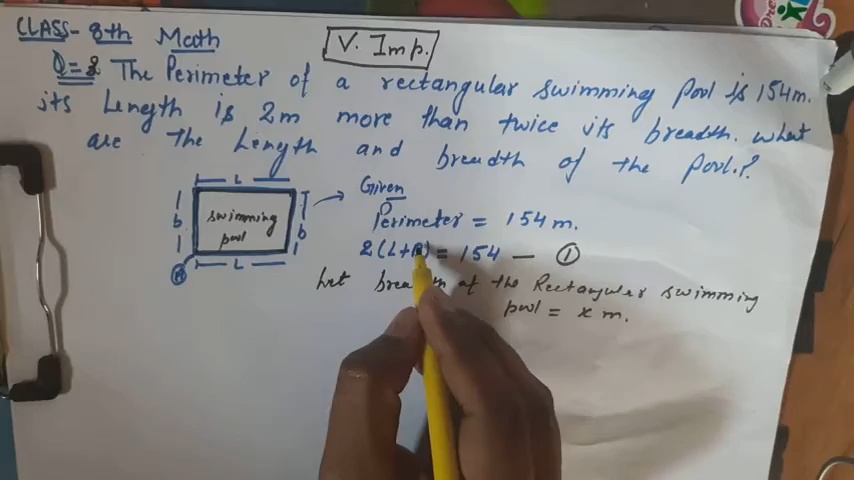 CLASS- 8th Math
V. Imp.
Q=2 The Perimeter of a rectangular swimming pool is 154m.
its Length is 2m more than twice its breadth. what
are the Length and breadth of the pool.?
L
Given
b swimming pool b
Perimeter = 154 m.
2(L+B) = 154 — 1
L
Let breadth of the Rectangular swimming
pool = x m.